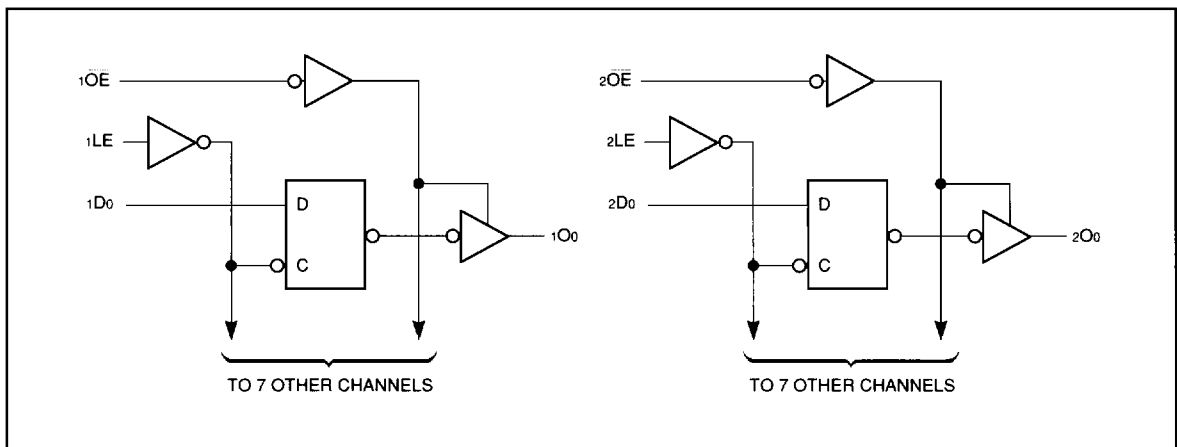 1OE
1LE
1D0
D
C
1O0
TO 7 OTHER CHANNELS
2OE
2LE
2D0
D
C
2O0
TO 7 OTHER CHANNELS